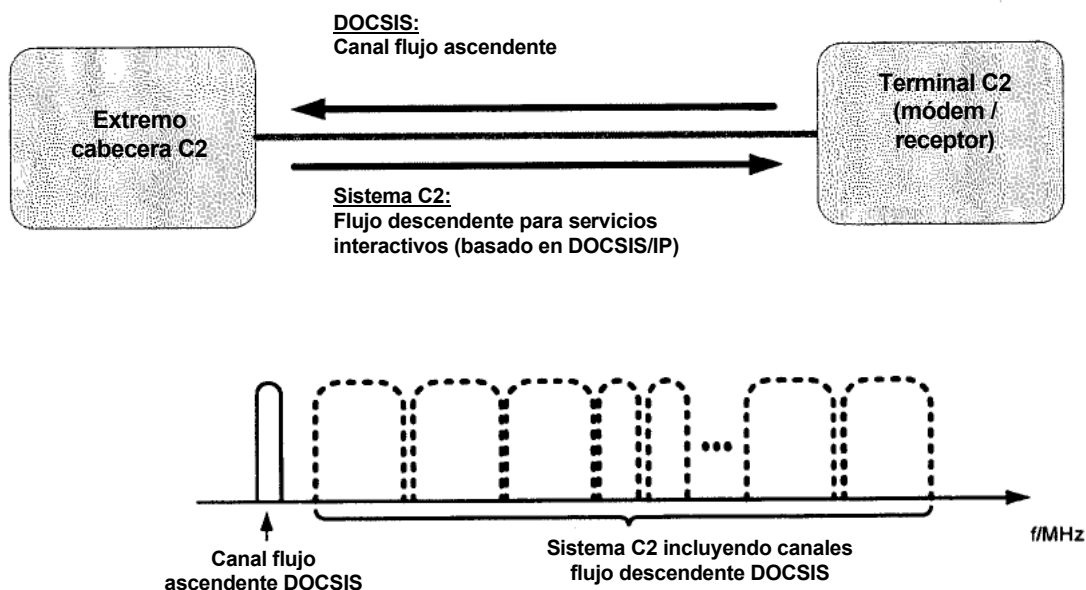 DOCSIS:
Canal flujo ascendente
Extremo
cabecera C2
Terminal C2
(módem /
receptor)
Sistema C2:
Flujo descendente para servicios
interactivos (basado en DOCSIS/IP)
f/MHz
Canal flujo
ascendente DOCSIS
Sistema C2 incluyendo canales
flujo descendente DOCSIS